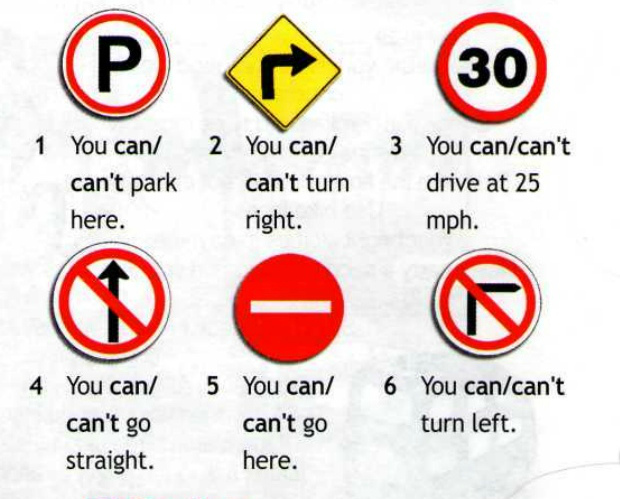 P
30
1 You can/
can't park
here.
2 You can/
can't turn
right.
3 You can/can't
drive at 25
mph.
4 You can/
can't go
straight.
5 You can/
can't go
here.
6 You can/can't
turn left.